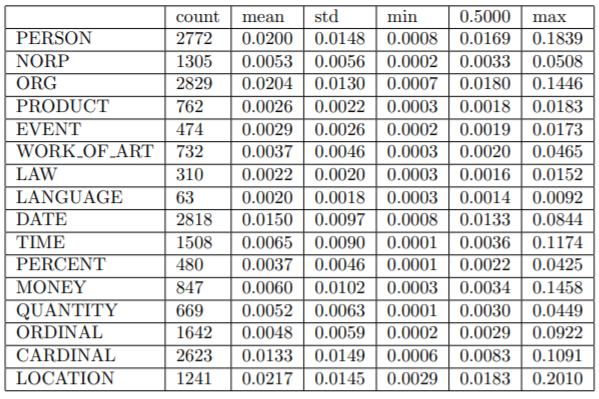 count mean std min 0.5000 max
PERSON 2772 0.0200 0.0148 0.0008 0.0169 0.1839
NORP 1305 0.0053 0.0056 0.0002 0.0033 0.0508
ORG 2829 0.0204 0.0130 0.0007 0.0180 0.1446
PRODUCT 762 0.0026 0.0022 0.0003 0.0018 0.0183
EVENT 474 0.0029 0.0026 0.0002 0.0019 0.0173
WORK_OF_ART 732 0.0037 0.0046 0.0003 0.0020 0.0465
LAW 310 0.0022 0.0020 0.0003 0.0016 0.0152
LANGUAGE 63 0.0020 0.0018 0.0003 0.0014 0.0092
DATE 2818 0.0150 0.0097 0.0008 0.0133 0.0844
TIME 1508 0.0065 0.0090 0.0001 0.0036 0.1174
PERCENT 480 0.0037 0.0046 0.0001 0.0022 0.0425
MONEY 847 0.0060 0.0102 0.0003 0.0034 0.1458
QUANTITY 669 0.0052 0.0063 0.0001 0.0030 0.0449
ORDINAL 1642 0.0048 0.0059 0.0002 0.0029 0.0922
CARDINAL 2623 0.0133 0.0149 0.0006 0.0083 0.1091
LOCATION 1241 0.0217 0.0145 0.0029 0.0183 0.2010